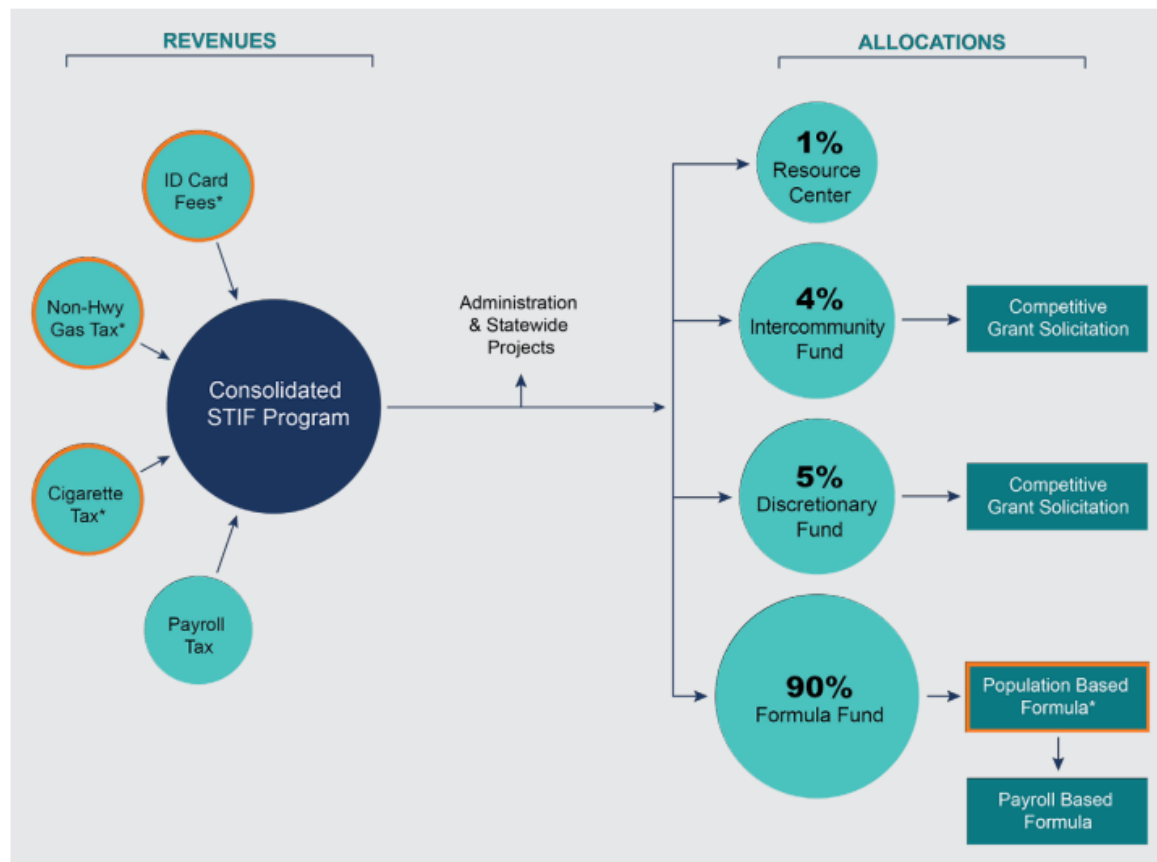 REVENUES
ALLOCATIONS
ID Card
Fees*
Non-Hwy
Gas Tax*
Cigarette
Tax*
Payroll
Tax
Consolidated
STIF Program
Administration
& Statewide
Projects
1%
Resource
Center
4%
Intercommunity
Fund
Competitive
Grant Solicitation
5%
Discretionary
Fund
Competitive
Grant Solicitation
90%
Formula Fund
Population Based
Formula*
Payroll Based
Formula